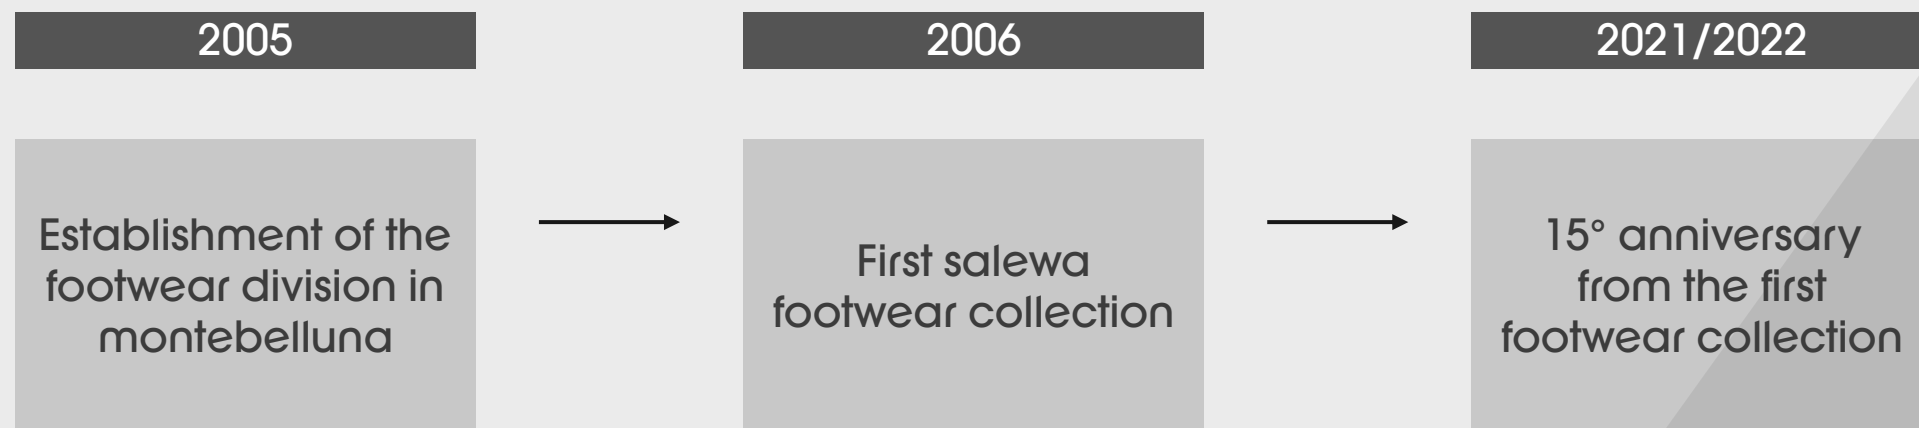 2005
Establishment of the
footwear division in
montebelluna
2006
First salewa
footwear collection
2021/2022
15° anniversary
from the first
footwear collection